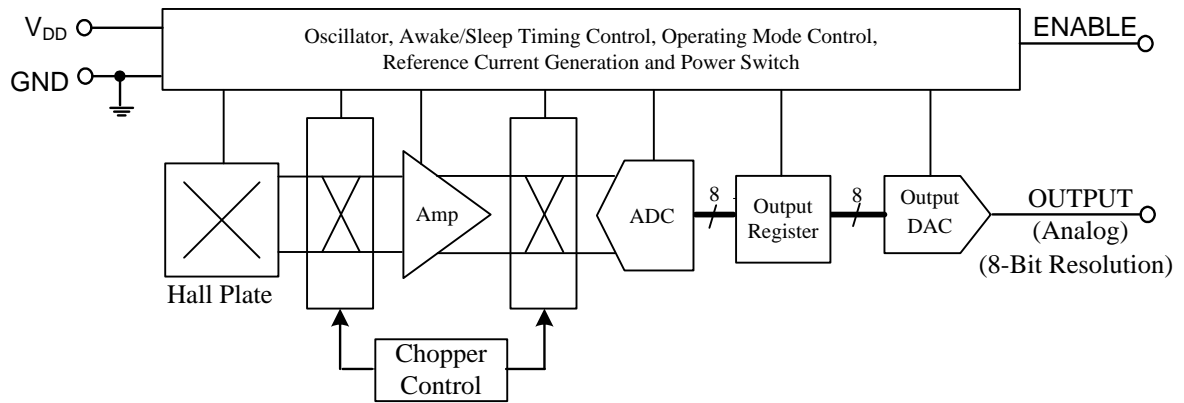 VDD
Oscillator, Awake/Sleep Timing Control, Operating Mode Control,
Reference Current Generation and Power Switch
ENABLE
GND
Hall Plate
Amp
ADC
8
Output
Register
8
Output
DAC
OUTPUT
(Analog)
(8-Bit Resolution)
Chopper
Control